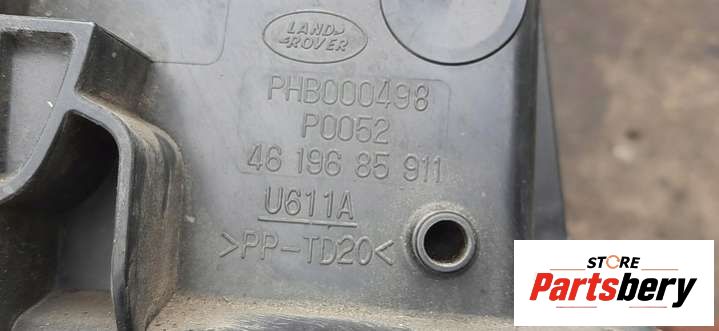 LAND
ROVER
PHB000498
P0052
46 196 85 911
U611A
>PP-TD20<
STORE
Partsbery